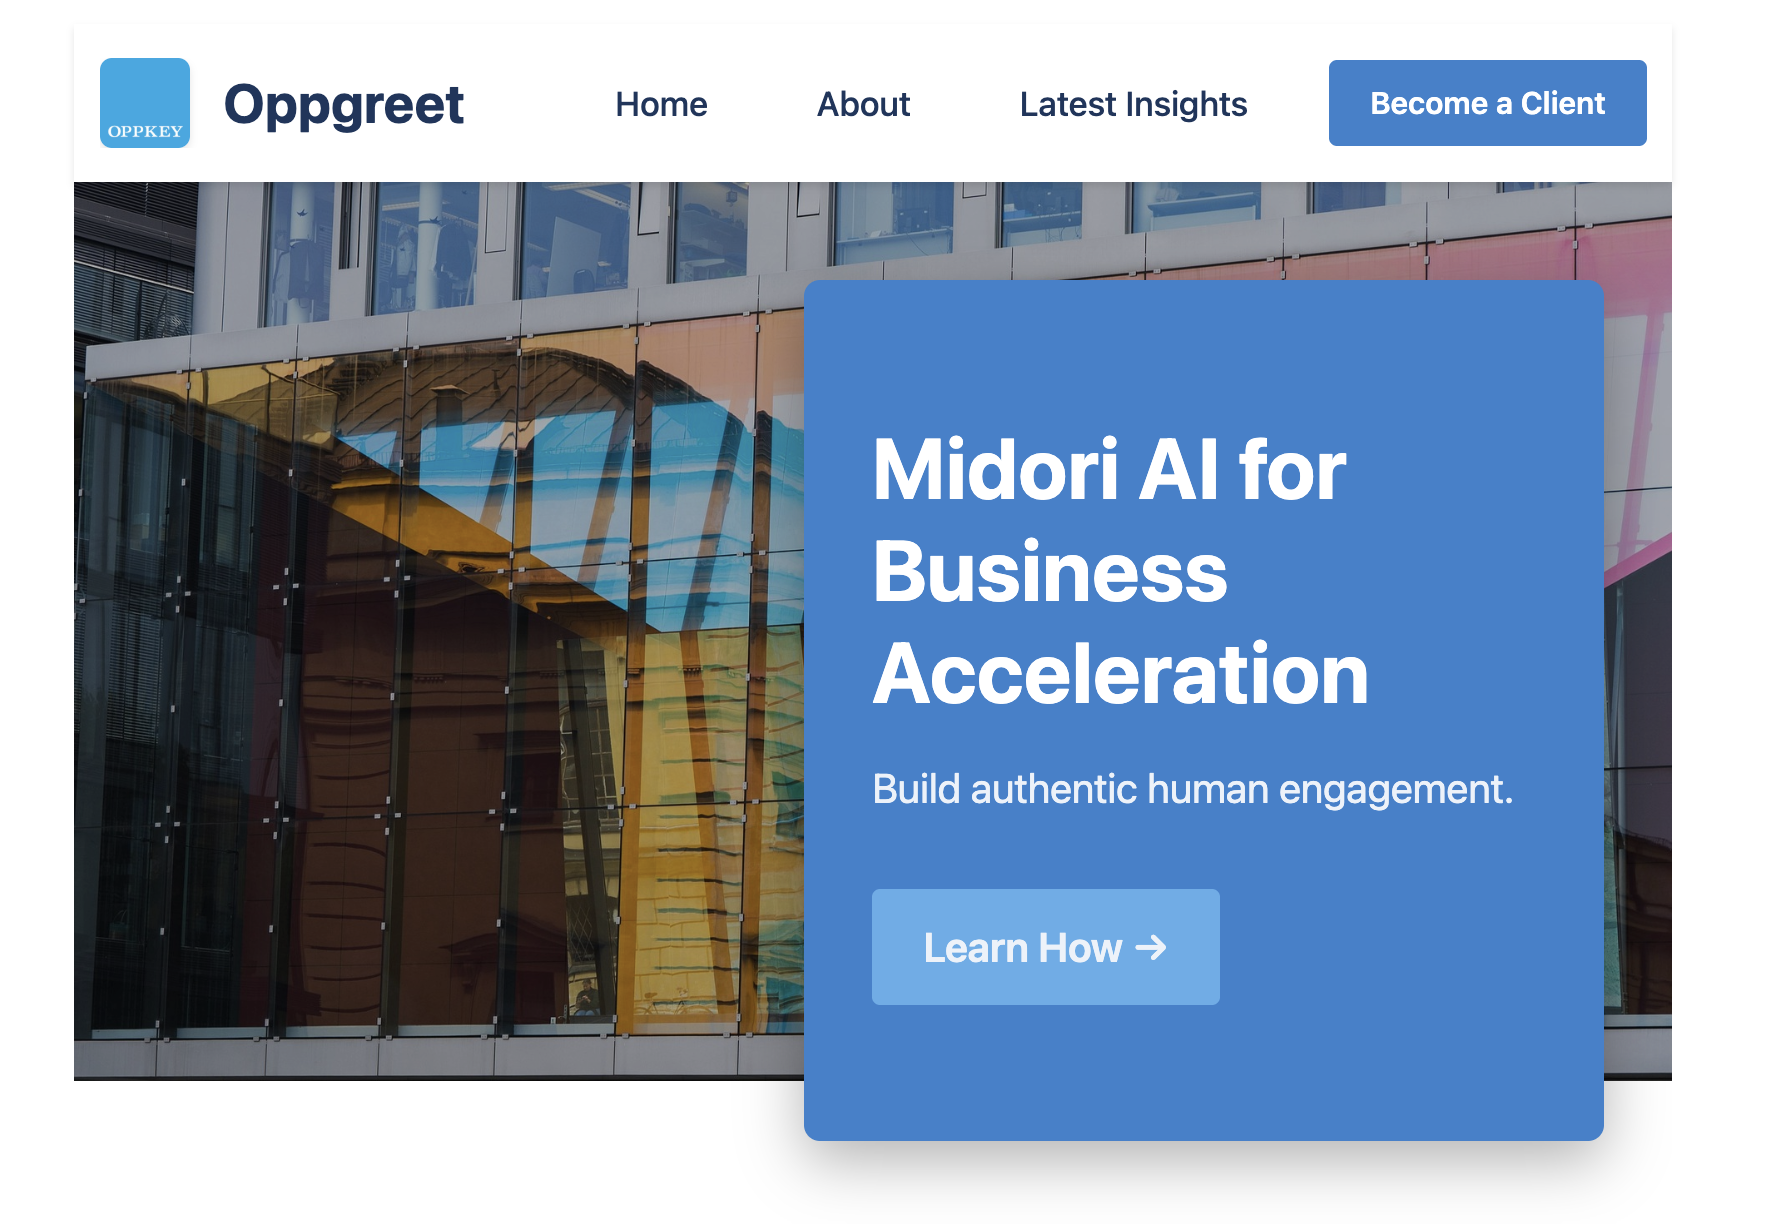 OPPKEY
Oppgreet
Home
About
Latest Insights
Become a Client
Midori AI for
Business
Acceleration
Build authentic human engagement.
Learn How →